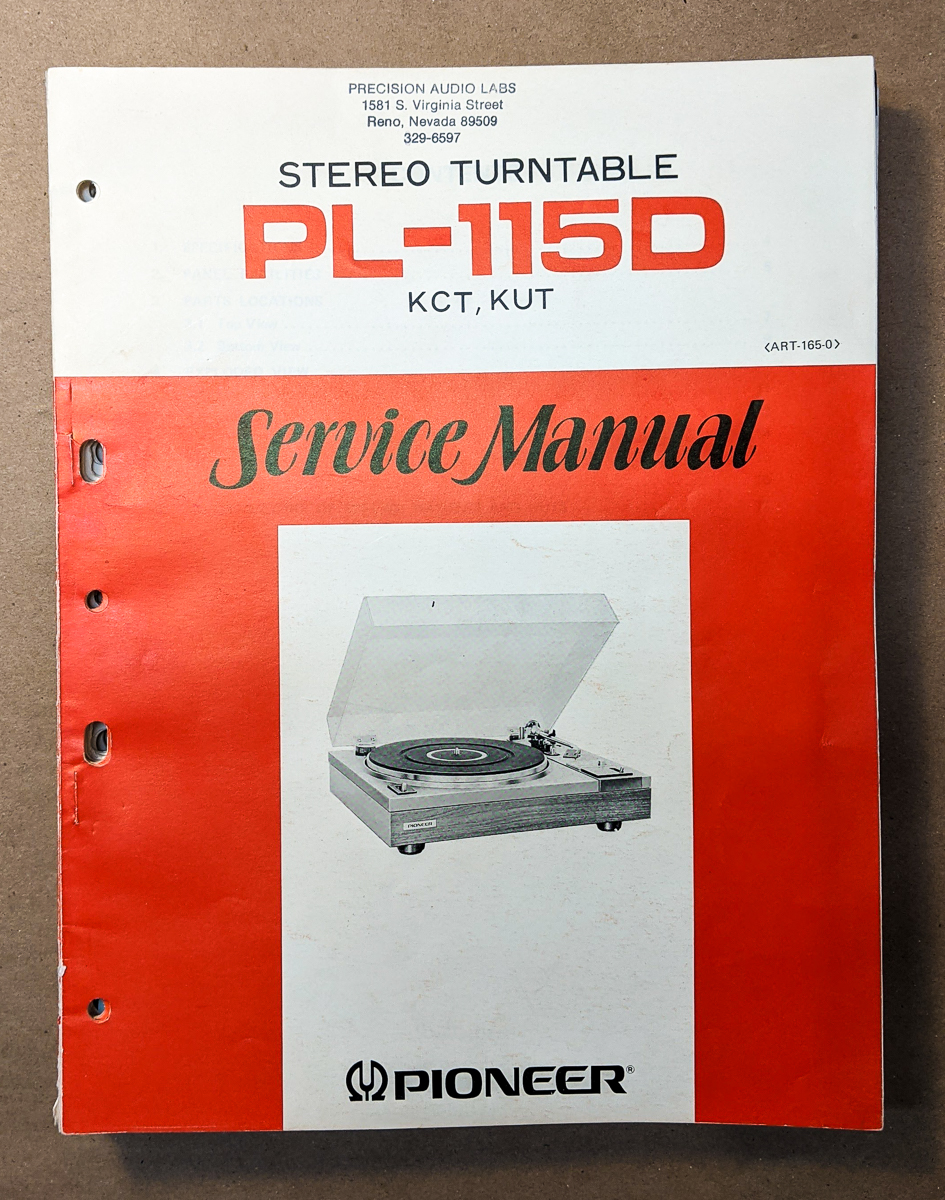 PRECISION AUDIO LABS
1581 S. Virginia Street
Reno, Nevada 89509
329-6597
STEREO TURNTABLE
PL-115D
KCT, KUT
<ART-165-0>
Service Manual
PIONEER
PIONEER®